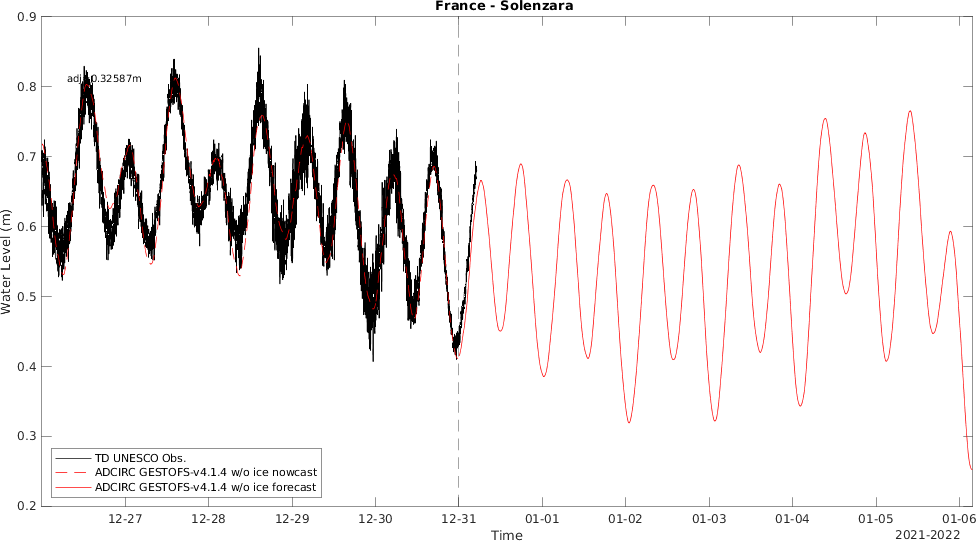 France - Solenzara
0.9
0.8
0.7
0.6
0.5
0.4
0.3
0.2
Water Level (m)
0.32587m
TD UNESCO Obs.
ADCIRC GESTOFS-v4.1.4 w/o ice nowcast
ADCIRC GESTOFS-v4.1.4 w/o ice forecast
12-27
12-28
12-29
12-30
12-31
01-01
01-02
01-03
01-04
01-05
01-06
Time
2021-2022